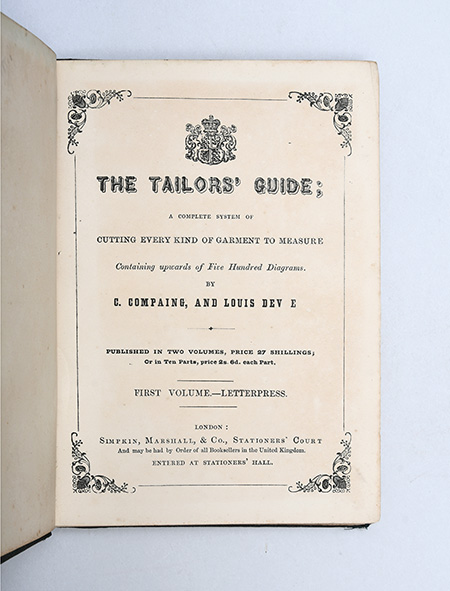 THE TAILORS' GUIDE;
A COMPLETE SYSTEM OF
CUTTING EVERY KIND OF GARMENT TO MEASURE
Containing upwards of Five Hundred Diagrams.
BY
C. COMPAING, AND LOUIS DEV E
PUBLISHED IN TWO VOLUMES, PRICE 27 SHILLINGS;
Or in Ten Parts, price 2s. 6d. each Part.
FIRST VOLUME.—LETTERPRESS.
LONDON:
SIMPKIN, MARSHALL, & CO., STATIONERS' COURT
And may be had by Order of all Booksellers in the United Kingdom.
ENTERED AT STATIONERS' HALL.